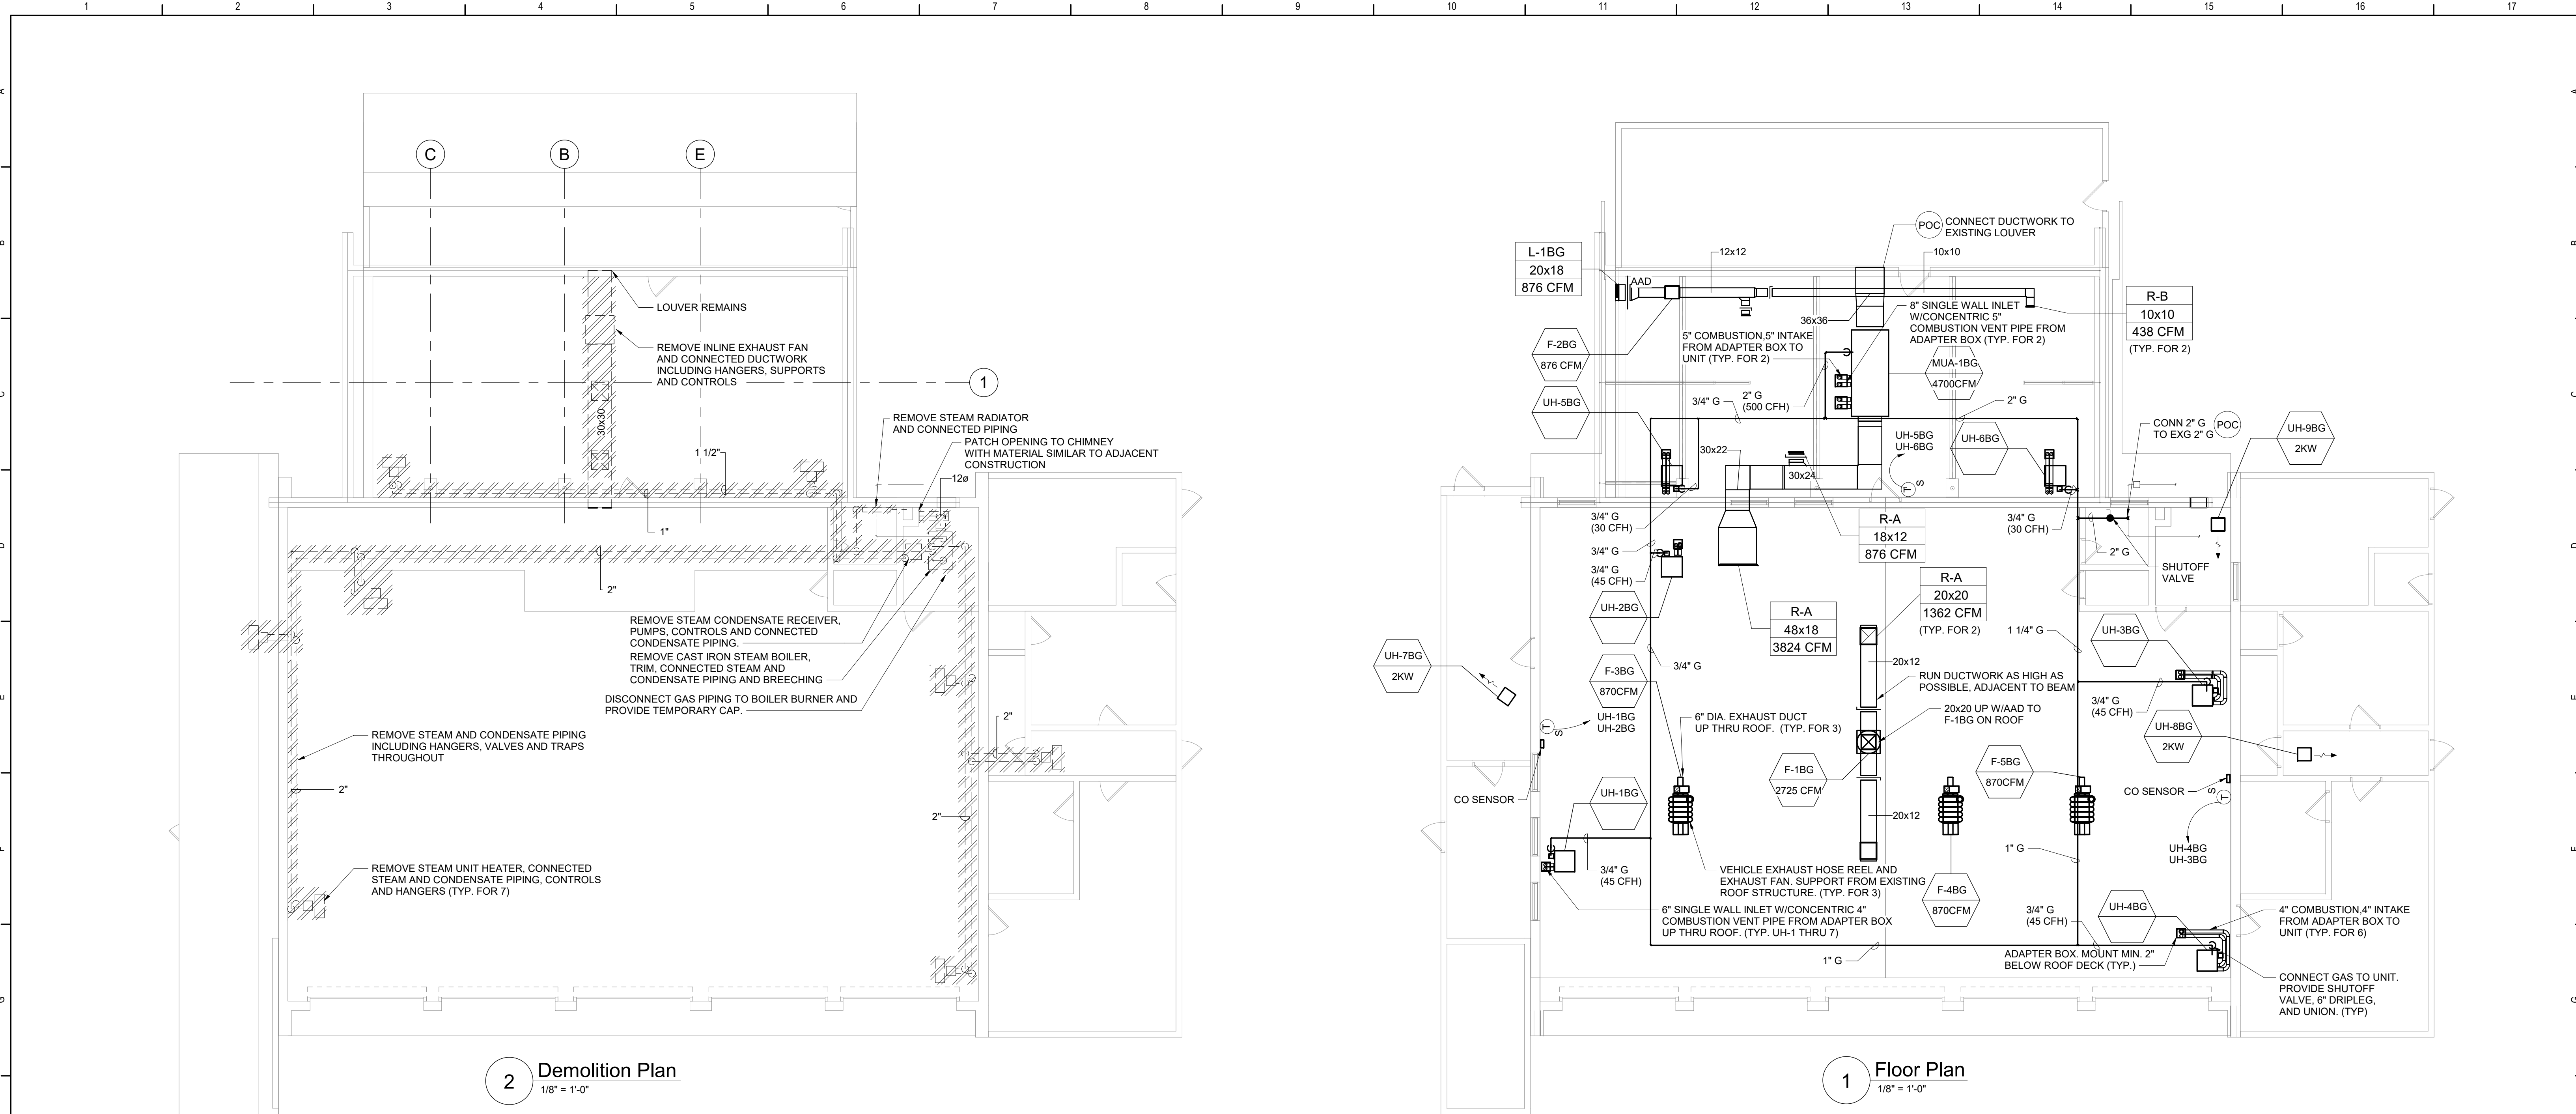 1 2 3 4 5 6 7 8 9 10 11 12 13 14 15 16 17
A
B
C
D
E
F
G
C
B
E
1
LOUVER REMAINS
REMOVE INLINE EXHAUST FAN
AND CONNECTED DUCTWORK
INCLUDING HANGERS, SUPPORTS
AND CONTROLS
30x30
REMOVE STEAM RADIATOR
AND CONNECTED PIPING
PATCH OPENING TO CHIMNEY
WITH MATERIAL SIMILAR TO ADJACENT
CONSTRUCTION
12ø
1 1/2"
1"
2"
REMOVE STEAM CONDENSATE RECEIVER,
PUMPS, CONTROLS AND CONNECTED
CONDENSATE PIPING.
REMOVE CAST IRON STEAM BOILER,
TRIM, CONNECTED STEAM AND
CONDENSATE PIPING AND BREECHING
DISCONNECT GAS PIPING TO BOILER BURNER AND
PROVIDE TEMPORARY CAP.
2"
REMOVE STEAM AND CONDENSATE PIPING
INCLUDING HANGERS, VALVES AND TRAPS
THROUGHOUT
2"
2"
REMOVE STEAM UNIT HEATER, CONNECTED
STEAM AND CONDENSATE PIPING, CONTROLS
AND HANGERS (TYP. FOR 7)
2
Demolition Plan
1/8" = 1'-0"
POC
CONNECT DUCTWORK TO
EXISTING LOUVER
L-1BG
20x18
876 CFM
AAD
12x12
10x10
R-B
10x10
438 CFM
(TYP. FOR 2)
36x36
8" SINGLE WALL INLET
W/CONCENTRIC 5"
COMBUSTION VENT PIPE FROM
ADAPTER BOX (TYP. FOR 2)
5" COMBUSTION,5" INTAKE
FROM ADAPTER BOX TO
UNIT (TYP. FOR 2)
F-2BG
876 CFM
MUA-1BG
4700CFM
UH-5BG
3/4" G
2" G
(500 CFH)
2" G
CONN 2" G
TO EXG 2" G
POC
UH-9BG
2KW
UH-5BG
UH-6BG
UH-6BG
T
S
30x22
30x24
3/4" G
(30 CFH)
R-A
18x12
876 CFM
3/4" G
(30 CFH)
2" G
SHUTOFF
VALVE
3/4" G
3/4" G
(45 CFH)
UH-2BG
R-A
20x20
1362 CFM
(TYP. FOR 2)
R-A
48x18
3824 CFM
1 1/4" G
UH-3BG
UH-7BG
2KW
3/4" G
20x12
RUN DUCTWORK AS HIGH AS
POSSIBLE, ADJACENT TO BEAM
F-3BG
870CFM
3/4" G
(45 CFH)
UH-8BG
2KW
T
S
UH-1BG
UH-2BG
6" DIA. EXHAUST DUCT
UP THRU ROOF. (TYP. FOR 3)
20x20 UP W/AAD TO
F-1BG ON ROOF
F-1BG
2725 CFM
F-5BG
870CFM
CO SENSOR
UH-1BG
CO SENSOR
S
T
20x12
UH-4BG
UH-3BG
1" G
3/4" G
(45 CFH)
VEHICLE EXHAUST HOSE REEL AND
EXHAUST FAN. SUPPORT FROM EXISTING
ROOF STRUCTURE. (TYP. FOR 3)
F-4BG
870CFM
6" SINGLE WALL INLET W/CONCENTRIC 4"
COMBUSTION VENT PIPE FROM ADAPTER BOX
UP THRU ROOF. (TYP. UH-1 THRU 7)
3/4" G
(45 CFH)
UH-4BG
4" COMBUSTION,4" INTAKE
FROM ADAPTER BOX TO
UNIT (TYP. FOR 6)
1" G
ADAPTER BOX. MOUNT MIN. 2"
BELOW ROOF DECK (TYP.)
CONNECT GAS TO UNIT.
PROVIDE SHUTOFF
VALVE, 6" DRIPLEG,
AND UNION. (TYP)
1
Floor Plan
1/8" = 1'-0"
A
B
C
D
E
F
G